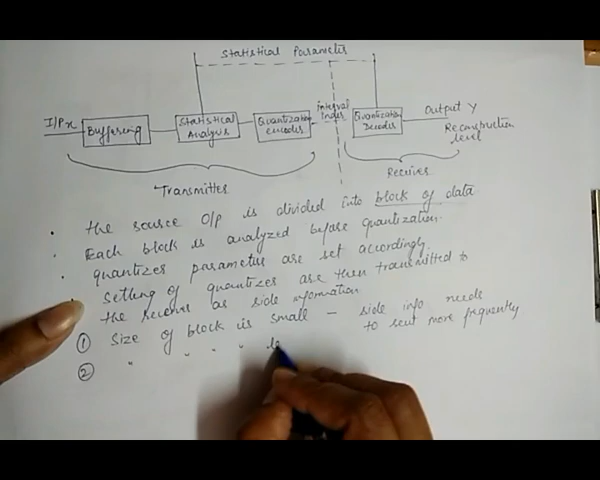 Statistical Parameter
I/P x
Buffering
Statistical
Analysis
Quantization
encoder
interval
index
Quantization
Decoder
Output Y
Reconstruction
level
Transmitter
Receiver
. the source O/p is divided into block of data
. Each block is analyzed before quantization.
. quantizer parameter are set accordingly.
. Setting of quantizer are then transmitted to
the receiver as side information
① Size of block is small - side info needs
to sent more frequently
② " " " "